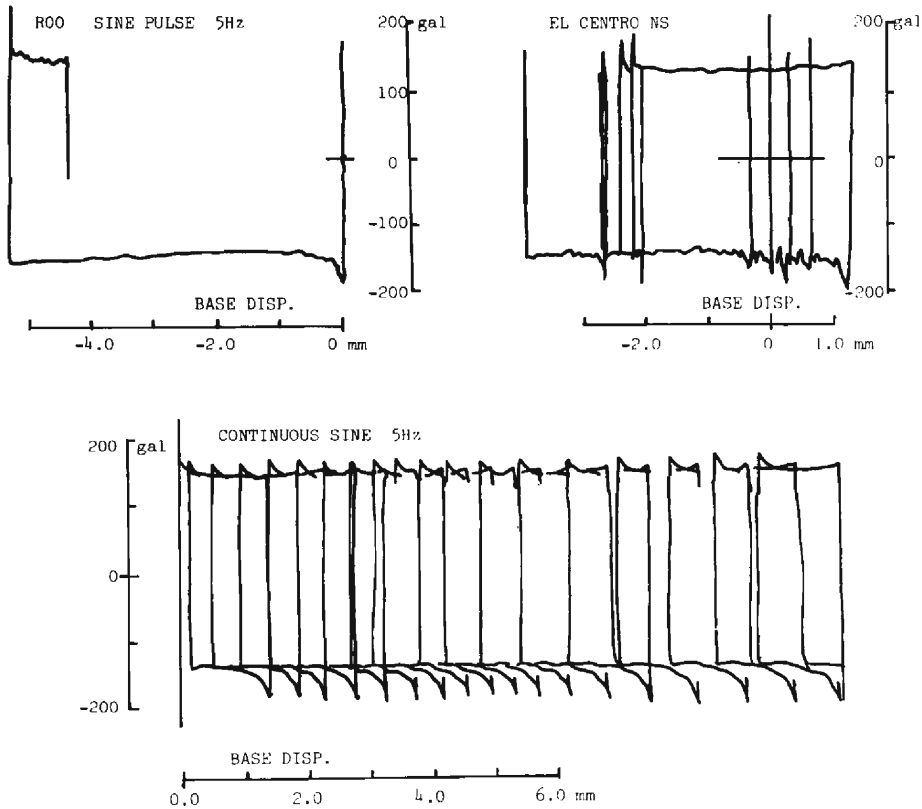 ROO SINE PULSE 5Hz
200 gal
100
0
-100
-200
BASE DISP.
-4.0 -2.0 0 mm
EL CENTRO NS
200 gal
100
0
-100
-200
BASE DISP.
-2.0 0 1.0 mm
CONTINUOUS SINE 5Hz
200 gal
0
-200
BASE DISP.
0.0 2.0 4.0 6.0 mm